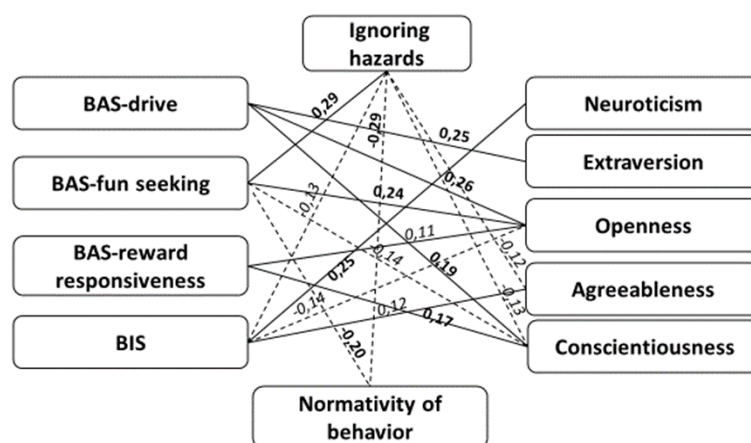 Ignoring
hazards
BAS-drive
BAS-fun seeking
BAS-reward
responsiveness
BIS
Neuroticism
Extraversion
Openness
Agreeableness
Conscientiousness
Normativity of
behavior
0,29
-0,29
0,25
0,26
-0,13
0,24
0,11
-0,12
0,14
0,19
0,25
-0,14
0,12
0,17
0,13
-0,20